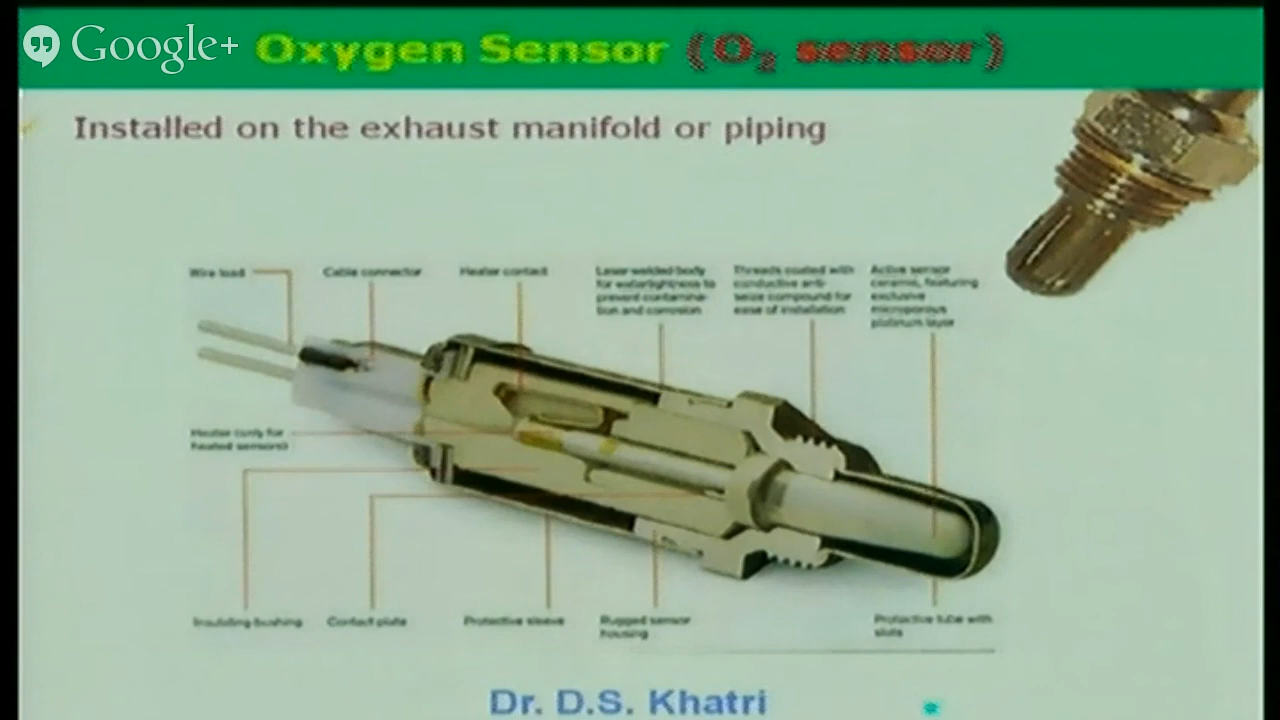 Google+
Oxygen Sensor (O₂ sensor)
Installed on the exhaust manifold or piping
Wire lead
Cable connector
Heater contact
Laser welded body
for watertightness to
prevent contamina-
tion and corrosion
Threads coated with
conductive anti-
seize compound for
ease of installation
Active sensor
ceramic, featuring
exclusive
microporous
platinum layer
Heater (only for
heated sensors)
Insulating bushing
Contact plate
Protective sleeve
Rugged sensor
housing
Protective tube with
slots
Dr. D.S. Khatri